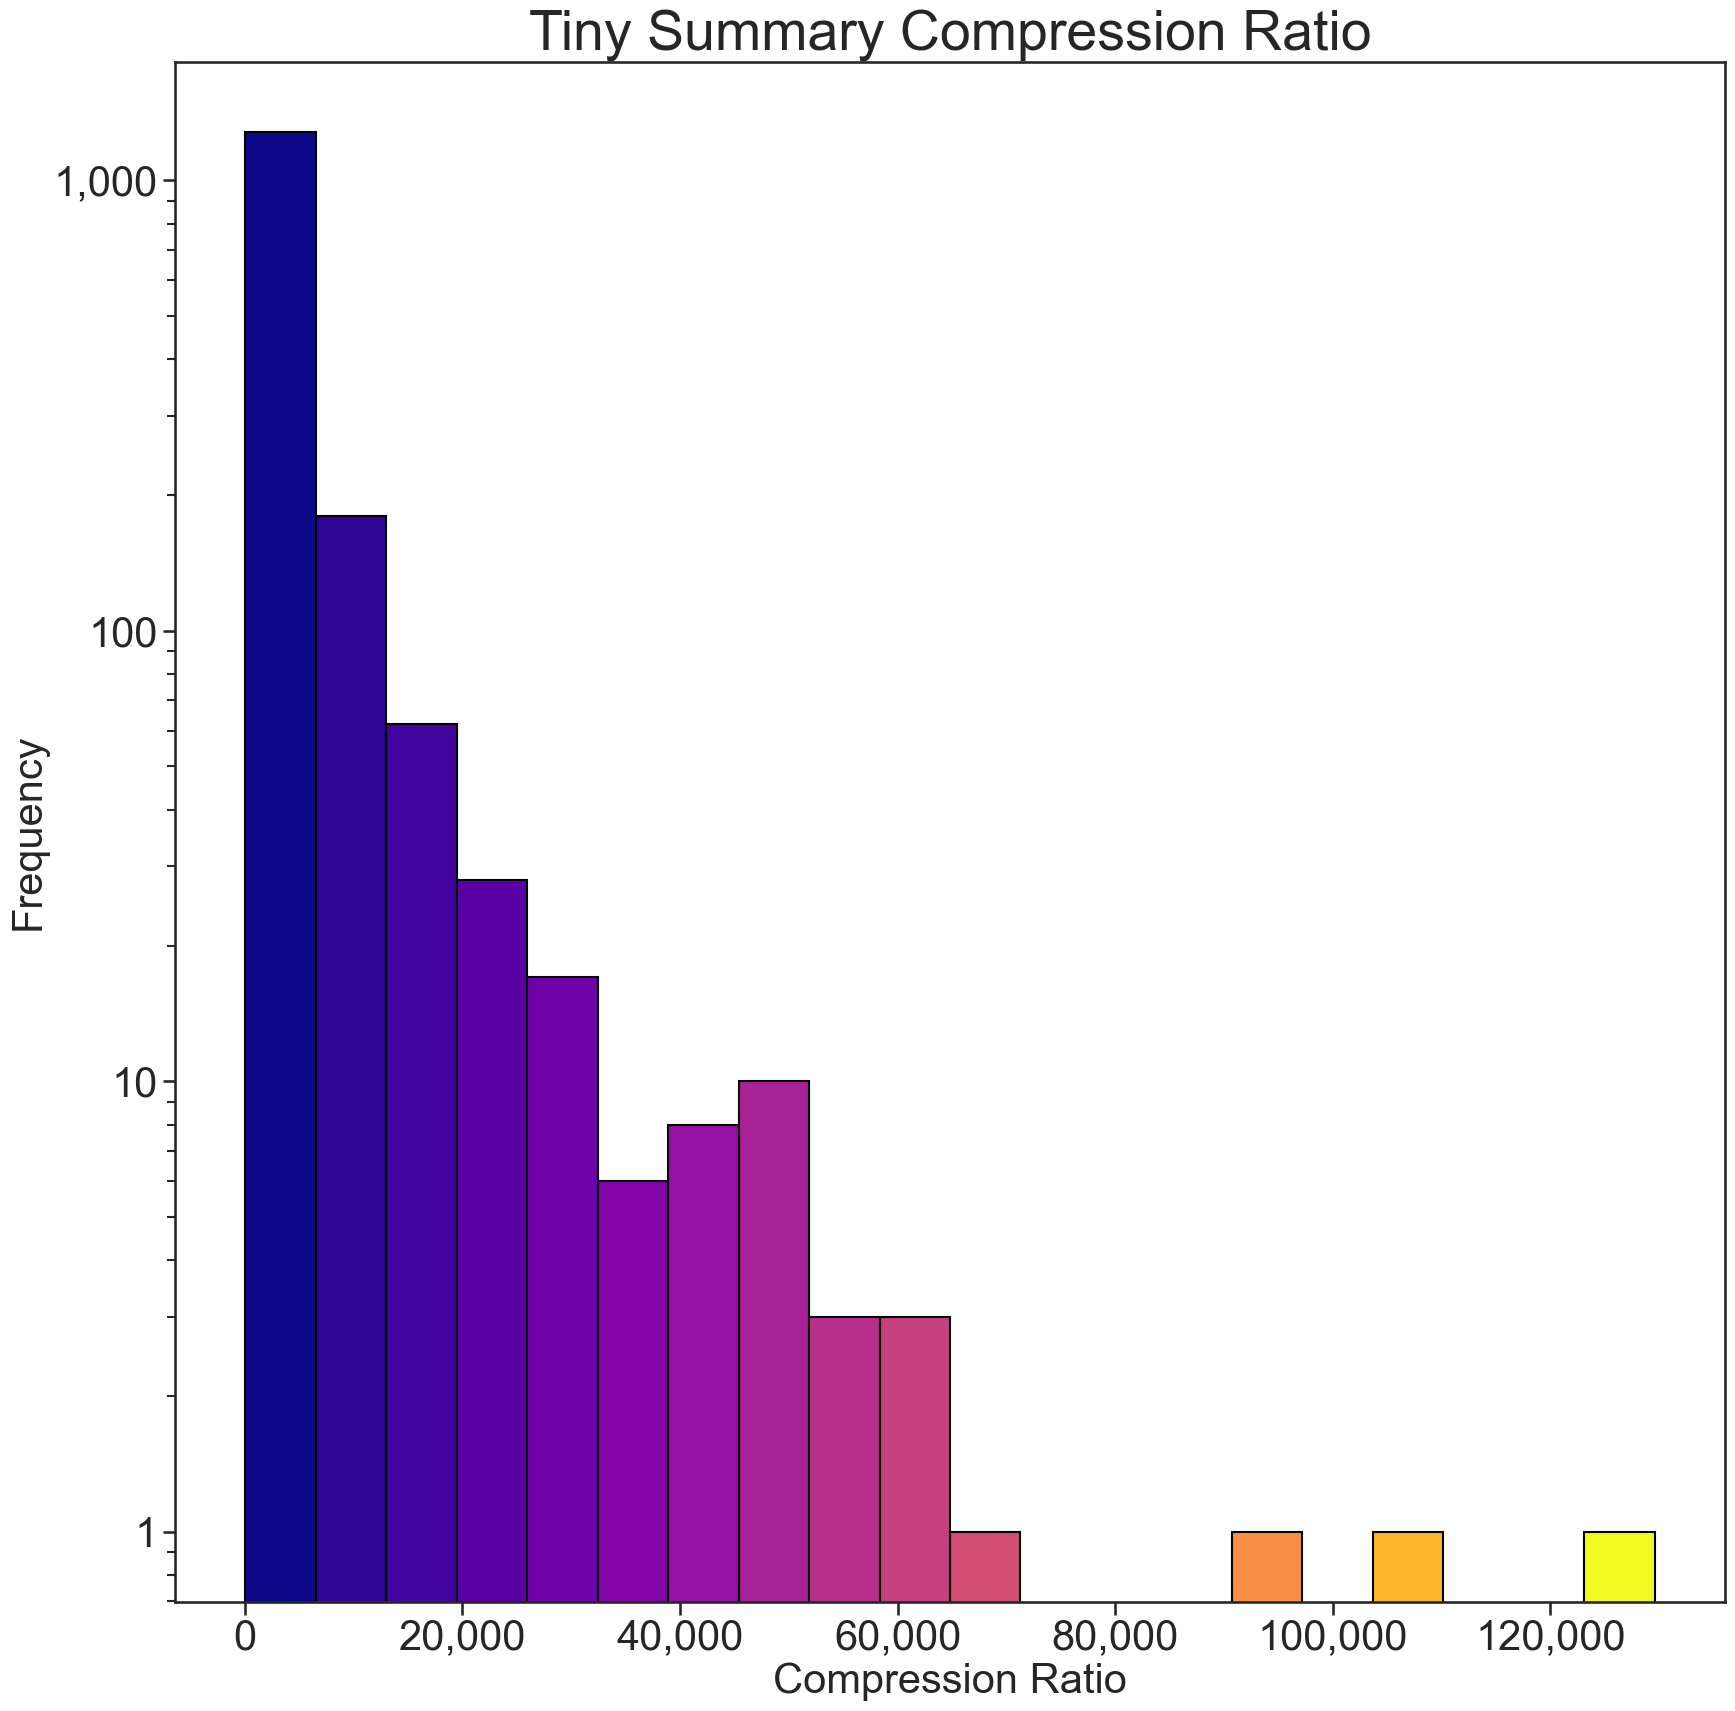 Tiny Summary Compression Ratio
1,000
100
10
1
Frequency
0 20,000 40,000 60,000 80,000 100,000 120,000
Compression Ratio